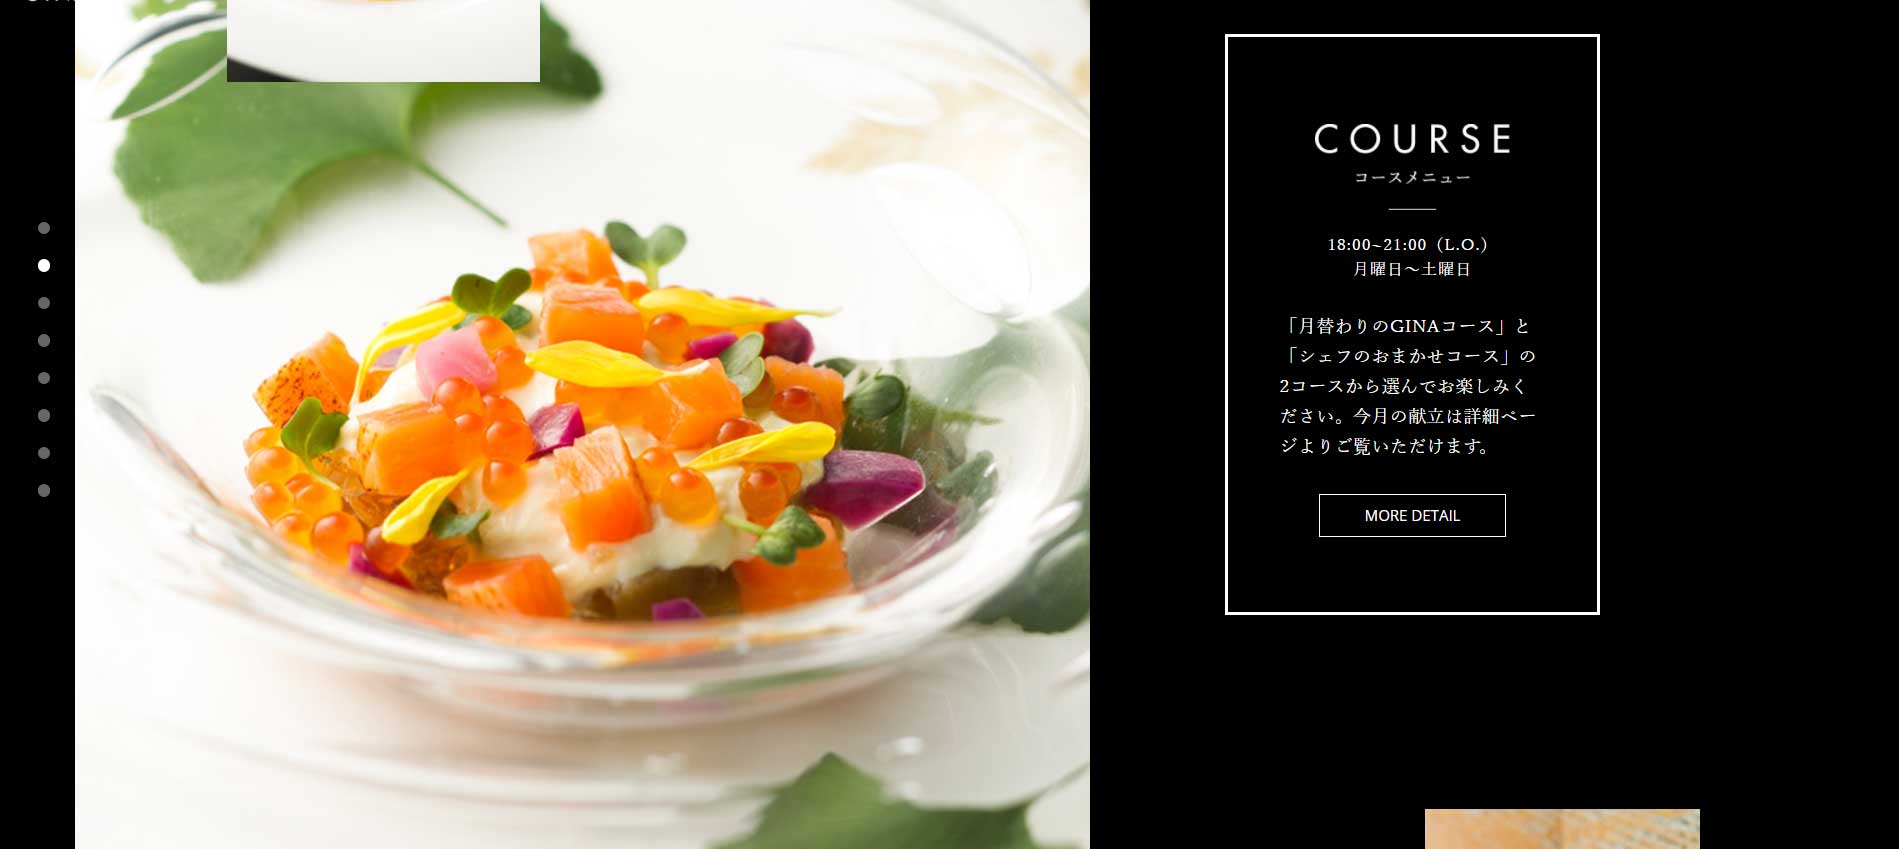 COURSE
コースメニュー
18:00~21:00（L.O.）
月曜日〜土曜日
「月替わりのGINAコース」と
「シェフのおまかせコース」の
2コースから選んでお楽しみく
ださい。今月の献立は詳細ペー
ジよりご覧いただけます。
MORE DETAIL